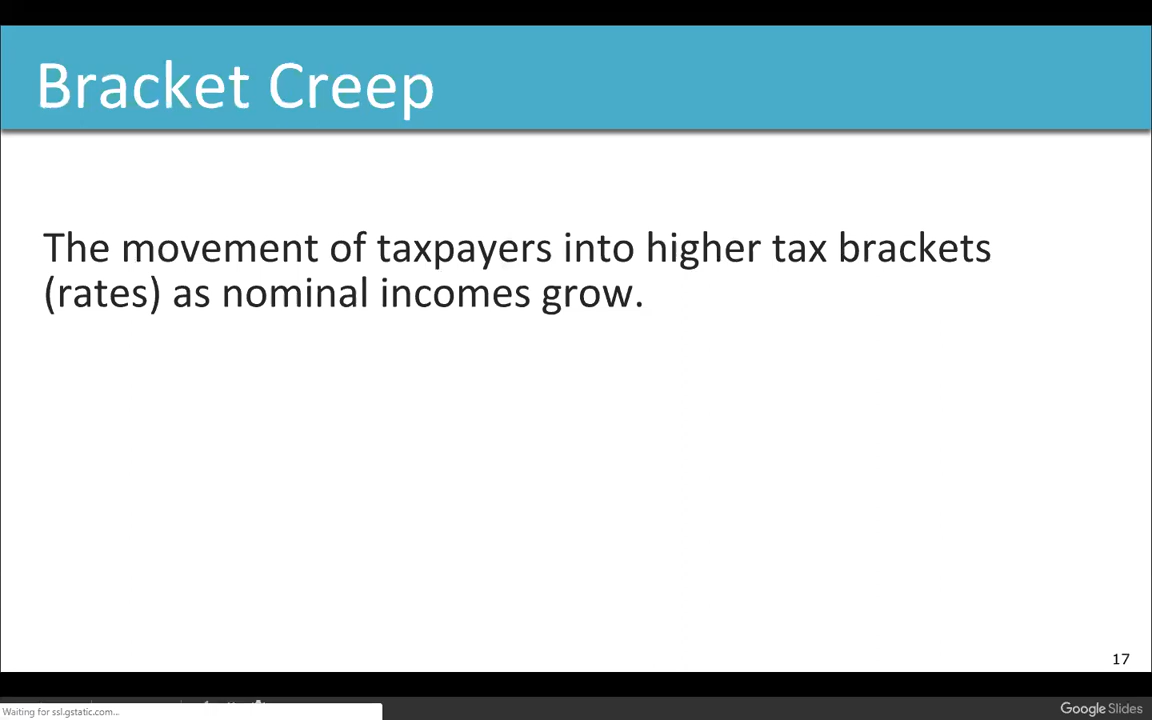 Bracket Creep
The movement of taxpayers into higher tax brackets
(rates) as nominal incomes grow.
17
Waiting for ssl.gstatic.com...
Google Slides